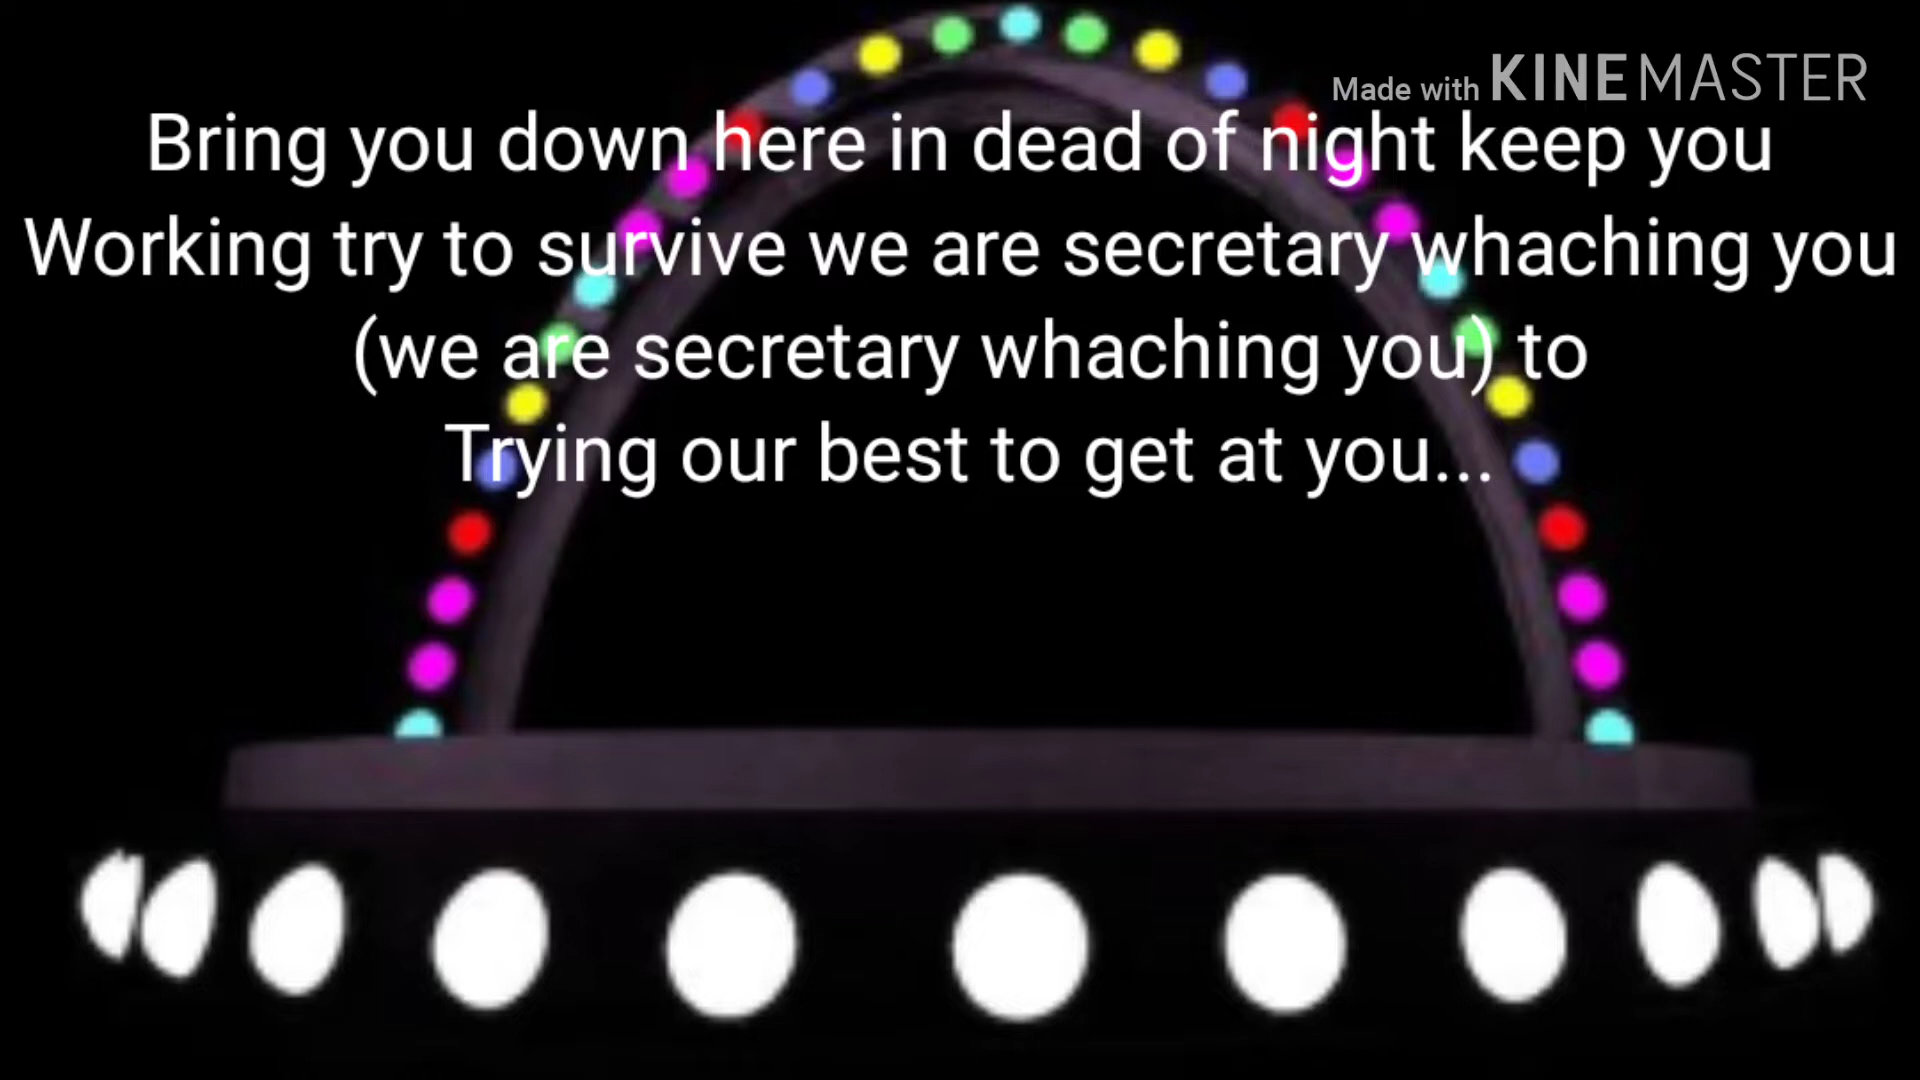 Made with KINEMASTER
Bring you down here in dead of night keep you
Working try to survive we are secretary whaching you
(we are secretary whaching you) to
Trying our best to get at you...